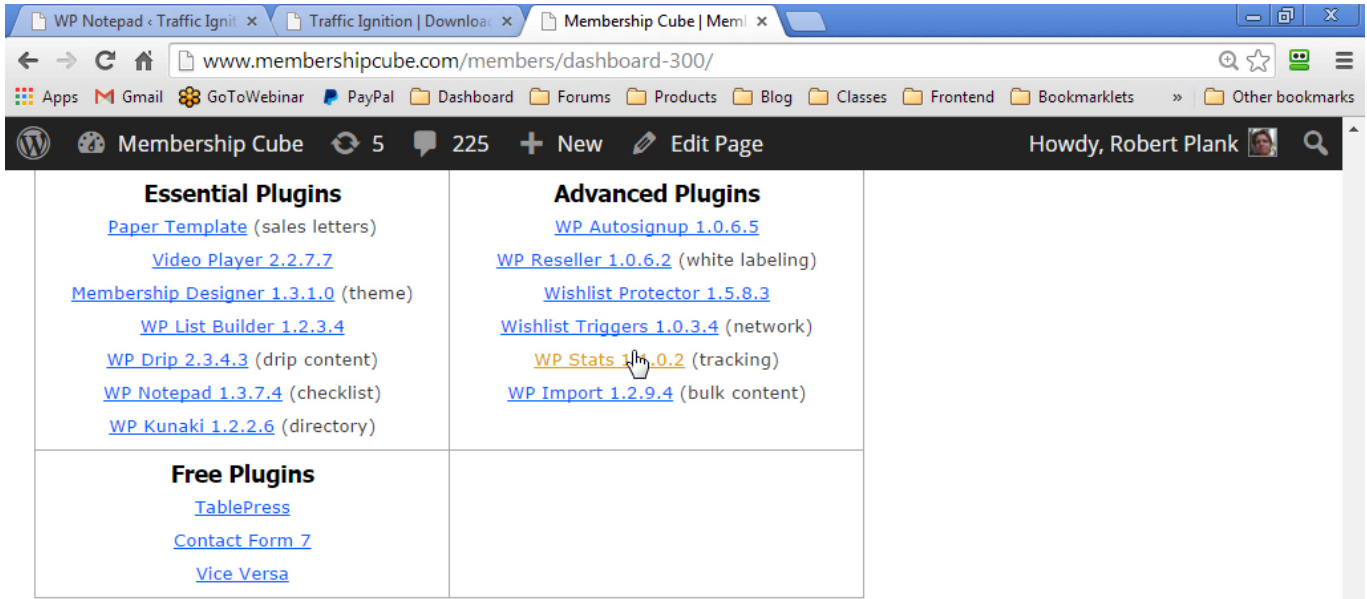 WP Notepad ‹ Traffic Ignit
Traffic Ignition | Downloa
Membership Cube | Meml
www.membershipcube.com/members/dashboard-300/
Apps Gmail GoToWebinar PayPal Dashboard Forums Products Blog Classes Frontend Bookmarklets » Other bookmarks
Membership Cube 5 225 + New Edit Page Howdy, Robert Plank
Essential Plugins
Paper Template (sales letters)
Video Player 2.2.7.7
Membership Designer 1.3.1.0 (theme)
WP List Builder 1.2.3.4
WP Drip 2.3.4.3 (drip content)
WP Notepad 1.3.7.4 (checklist)
WP Kunaki 1.2.2.6 (directory)
Advanced Plugins
WP Autosignup 1.0.6.5
WP Reseller 1.0.6.2 (white labeling)
Wishlist Protector 1.5.8.3
Wishlist Triggers 1.0.3.4 (network)
WP Stats (tracking)
WP Import 1.2.9.4 (bulk content)
Free Plugins
TablePress
Contact Form 7
Vice Versa